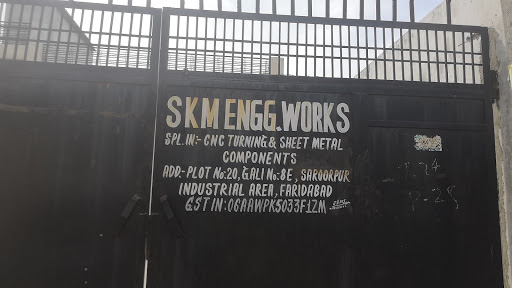 SKM ENGG.WORKS
SPL.IN:- CNC TURNING & SHEET METAL
COMPONENTS
ADD:- PLOT No:20, GALI No:8E, SAROORPUR
INDUSTRIAL AREA, FARIDABAD
GST IN:06AAWPK5033F1ZM